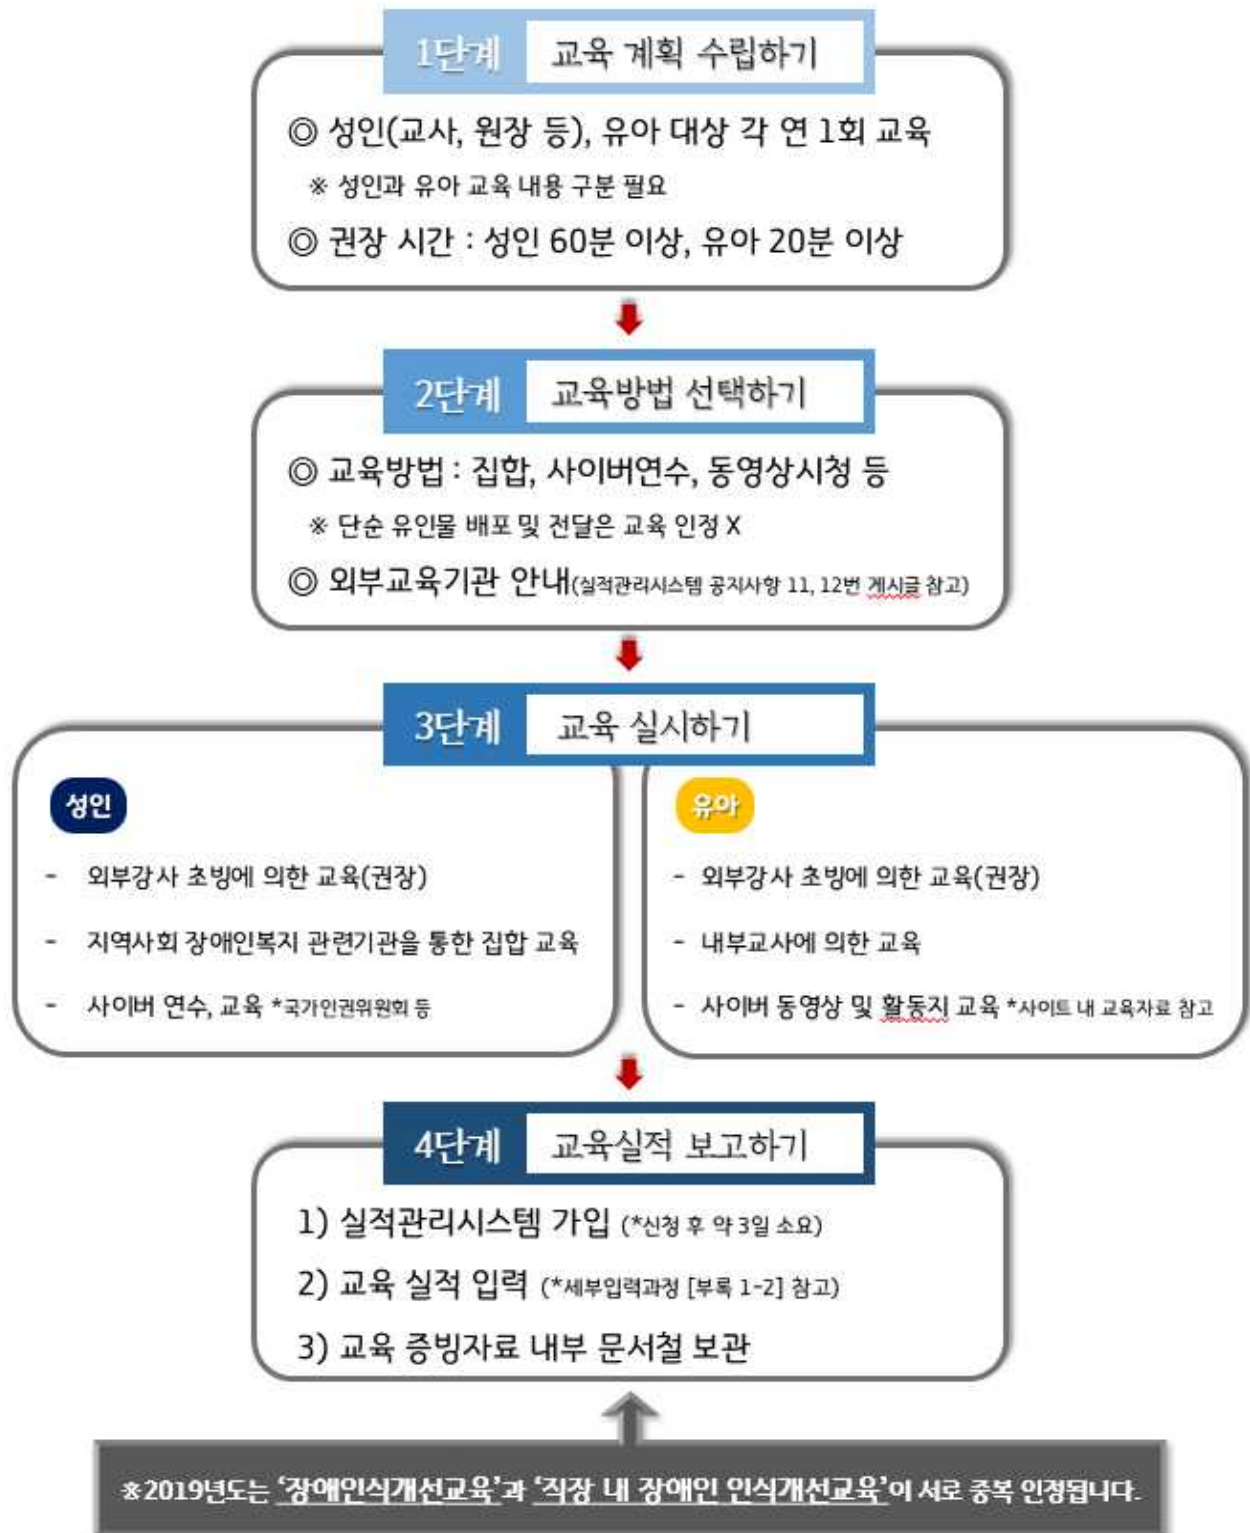 1단계 교육 계획 수립하기
◎ 성인(교사, 원장 등), 유아 대상 각 연 1회 교육
※ 성인과 유아 교육 내용 구분 필요
◎ 권장 시간 : 성인 60분 이상, 유아 20분 이상
2단계 교육방법 선택하기
◎ 교육방법 : 집합, 사이버연수, 동영상시청 등
※ 단순 유인물 배포 및 전달은 교육 인정 X
◎ 외부교육기관 안내(실적관리시스템 공지사항 11, 12번 게시글 참고)
3단계 교육 실시하기
성인
- 외부강사 초빙에 의한 교육(권장)
- 지역사회 장애인복지 관련기관을 통한 집합 교육
- 사이버 연수, 교육 *국가인권위원회 등
유아
- 외부강사 초빙에 의한 교육(권장)
- 내부교사에 의한 교육
- 사이버 동영상 및 활동지 교육 *사이트 내 교육자료 참고
4단계 교육실적 보고하기
1) 실적관리시스템 가입 (*신청 후 약 3일 소요)
2) 교육 실적 입력 (*세부입력과정 [부록 1-2] 참고)
3) 교육 증빙자료 내부 문서철 보관
※2019년도는 ‘장애인식개선교육’과 ‘직장 내 장애인 인식개선교육’이 서로 중복 인정됩니다.